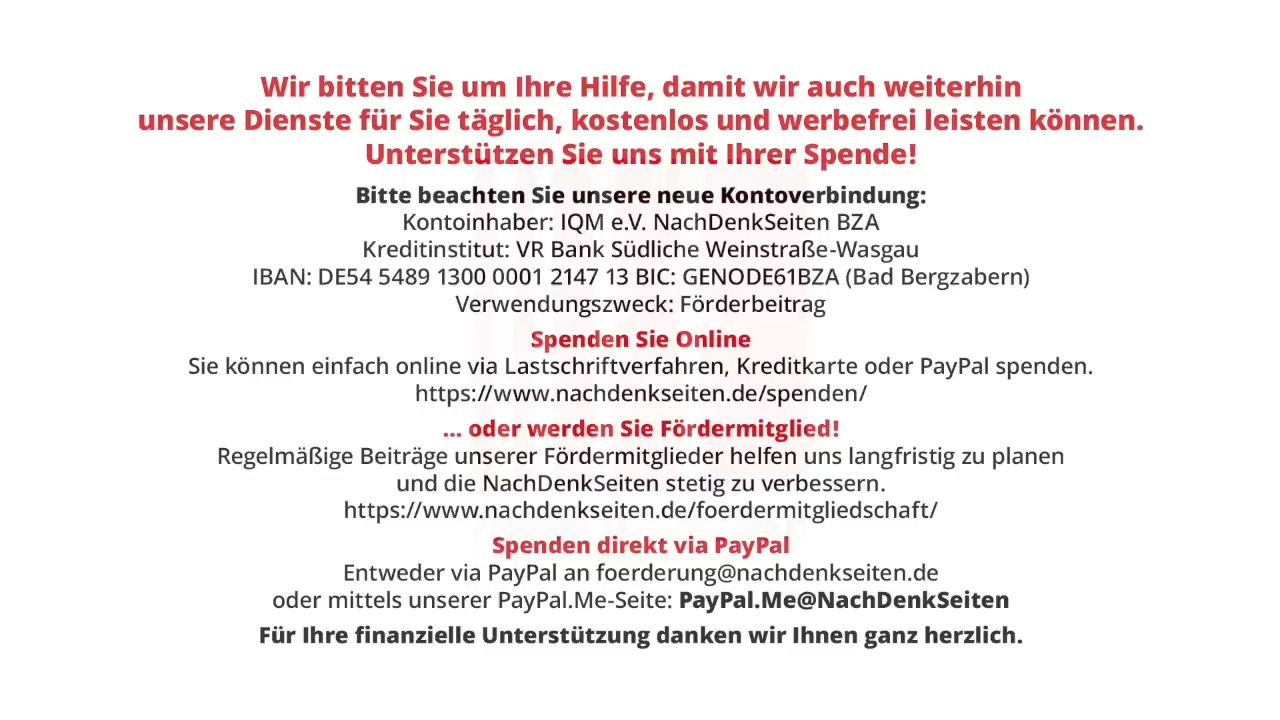 Wir bitten Sie um Ihre Hilfe, damit wir auch weiterhin
unsere Dienste für Sie täglich, kostenlos und werbefrei leisten können.
Unterstützen Sie uns mit Ihrer Spende!
Bitte beachten Sie unsere neue Kontoverbindung:
Kontoinhaber: IQM e.V. NachDenkSeiten BZA
Kreditinstitut: VR Bank Südliche Weinstraße-Wasgau
IBAN: DE54 5489 1300 0001 2147 13 BIC: GENODE61BZA (Bad Bergzabern)
Verwendungszweck: Förderbeitrag
Spenden Sie Online
Sie können einfach online via Lastschriftverfahren, Kreditkarte oder PayPal spenden.
https://www.nachdenkseiten.de/spenden/
... oder werden Sie Fördermitglied!
Regelmäßige Beiträge unserer Fördermitglieder helfen uns langfristig zu planen
und die NachDenkSeiten stetig zu verbessern.
https://www.nachdenkseiten.de/foerdermitgliedschaft/
Spenden direkt via PayPal
Entweder via PayPal an foerderung@nachdenkseiten.de
oder mittels unserer PayPal.Me-Seite: PayPal.Me@NachDenkSeiten
Für Ihre finanzielle Unterstützung danken wir Ihnen ganz herzlich.